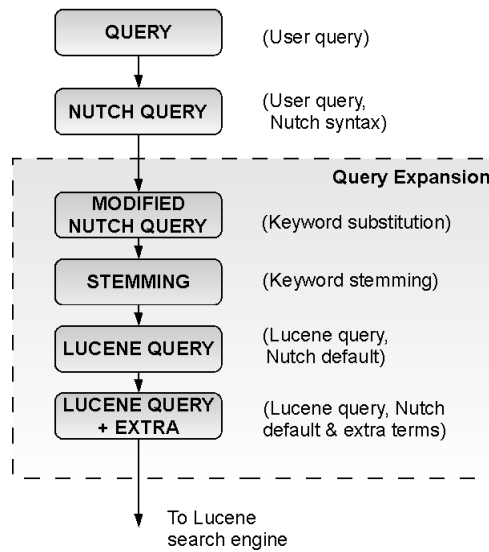 QUERY
(User query)
NUTCH QUERY
(User query,
Nutch syntax)
Query Expansion
MODIFIED
NUTCH QUERY
(Keyword substitution)
STEMMING
(Keyword stemming)
LUCENE QUERY
(Lucene query,
Nutch default)
LUCENE QUERY
+ EXTRA
(Lucene query, Nutch
default & extra terms)
To Lucene
search engine